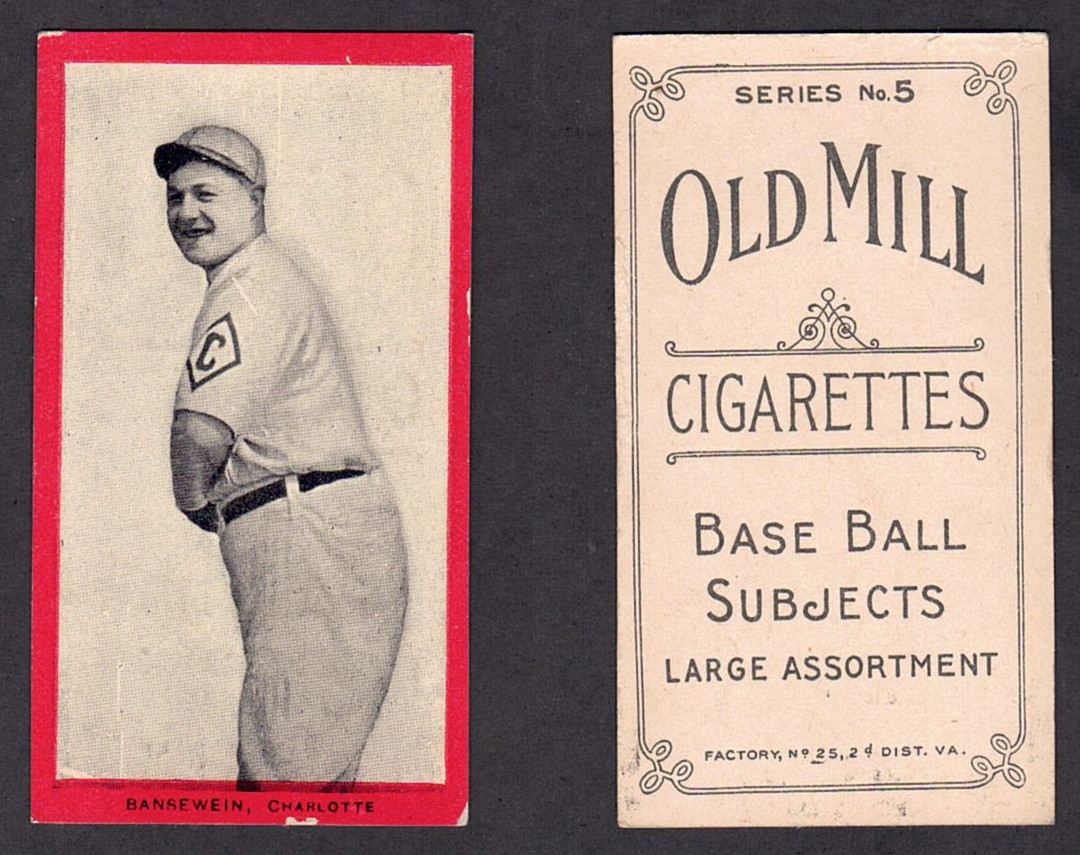 C
BANSEWEIN, CHARLOTTE
SERIES No. 5
OLD MILL
CIGARETTES
BASE BALL
SUBJECTS
LARGE ASSORTMENT
FACTORY, Nº 25, 2d DIST. VA.